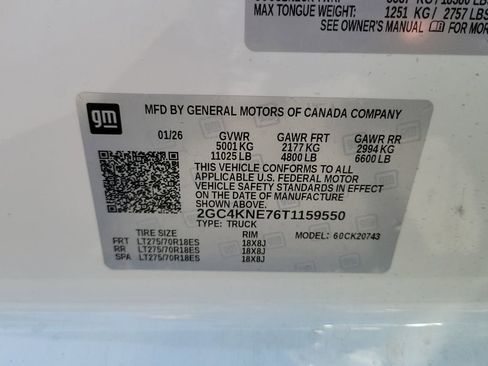 MAX TONGUE WEIGHT: 1251 KG / 2757 LBS
SEE OWNER'S MANUAL FOR MOR
gm
MFD BY GENERAL MOTORS OF CANADA COMPANY
01/26 GVWR GAWR FRT GAWR RR
5001 KG 2177 KG 2994 KG
11025 LB 4800 LB 6600 LB
THIS VEHICLE CONFORMS TO ALL
APPLICABLE U.S. FEDERAL MOTOR
VEHICLE SAFETY STANDARDS IN EFFECT
ON THE DATE OF MANUFACTURE
SHOWN ABOVE.
2GC4KNE76T1159550
TYPE: TRUCK
TIRE SIZE RIM MODEL: 60CK20743
FRT LT275/70R18ES 18X8J
RR LT275/70R18ES 18X8J
SPA LT275/70R18ES 18X8J